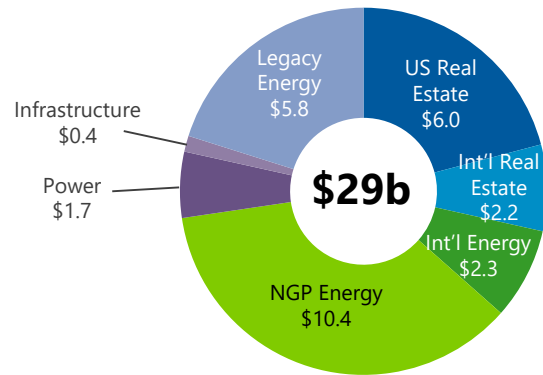 Legacy
Energy
$5.8
US Real
Estate
$6.0
Infrastructure
$0.4
Int'l Real
Estate
$2.2
Power
$1.7
$29b
Int'l Energy
$2.3
NGP Energy
$10.4